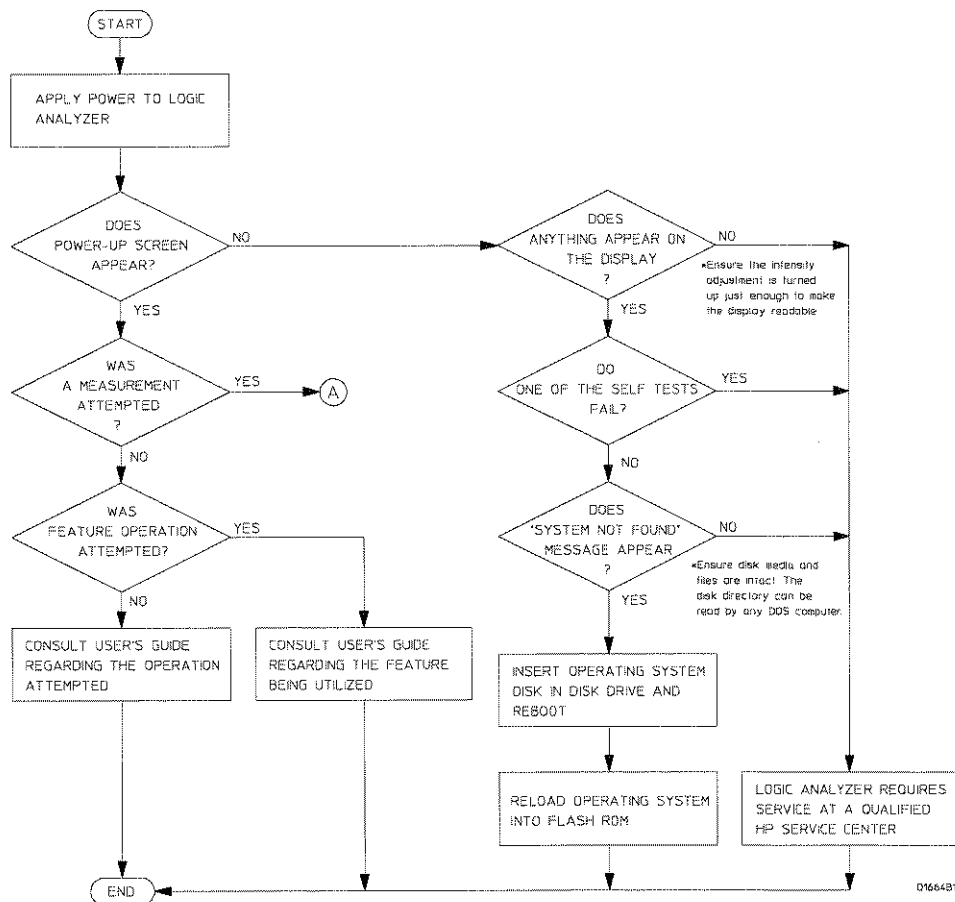 START
APPLY POWER TO LOGIC
ANALYZER
DOES
POWER-UP SCREEN
APPEAR?
NO
YES
DOES
ANYTHING APPEAR ON
THE DISPLAY
?
NO
*Ensure the intensity
adjustment is turned
up just enough to make
the display readable
YES
WAS
A MEASUREMENT
ATTEMPTED
?
YES
A
NO
DO
ONE OF THE SELF TESTS
FAIL?
YES
NO
WAS
FEATURE OPERATION
ATTEMPTED?
YES
NO
DOES
"SYSTEM NOT FOUND"
MESSAGE APPEAR
?
NO
*Ensure disk media and
files are intact. The
disk directory can be
read by any DOS computer.
YES
CONSULT USER'S GUIDE
REGARDING THE OPERATION
ATTEMPTED
CONSULT USER'S GUIDE
REGARDING THE FEATURE
BEING UTILIZED
INSERT OPERATING SYSTEM
DISK IN DISK DRIVE AND
REBOOT
RELOAD OPERATING SYSTEM
INTO FLASH ROM
LOGIC ANALYZER REQUIRES
SERVICE AT A QUALIFIED
HP SERVICE CENTER
END